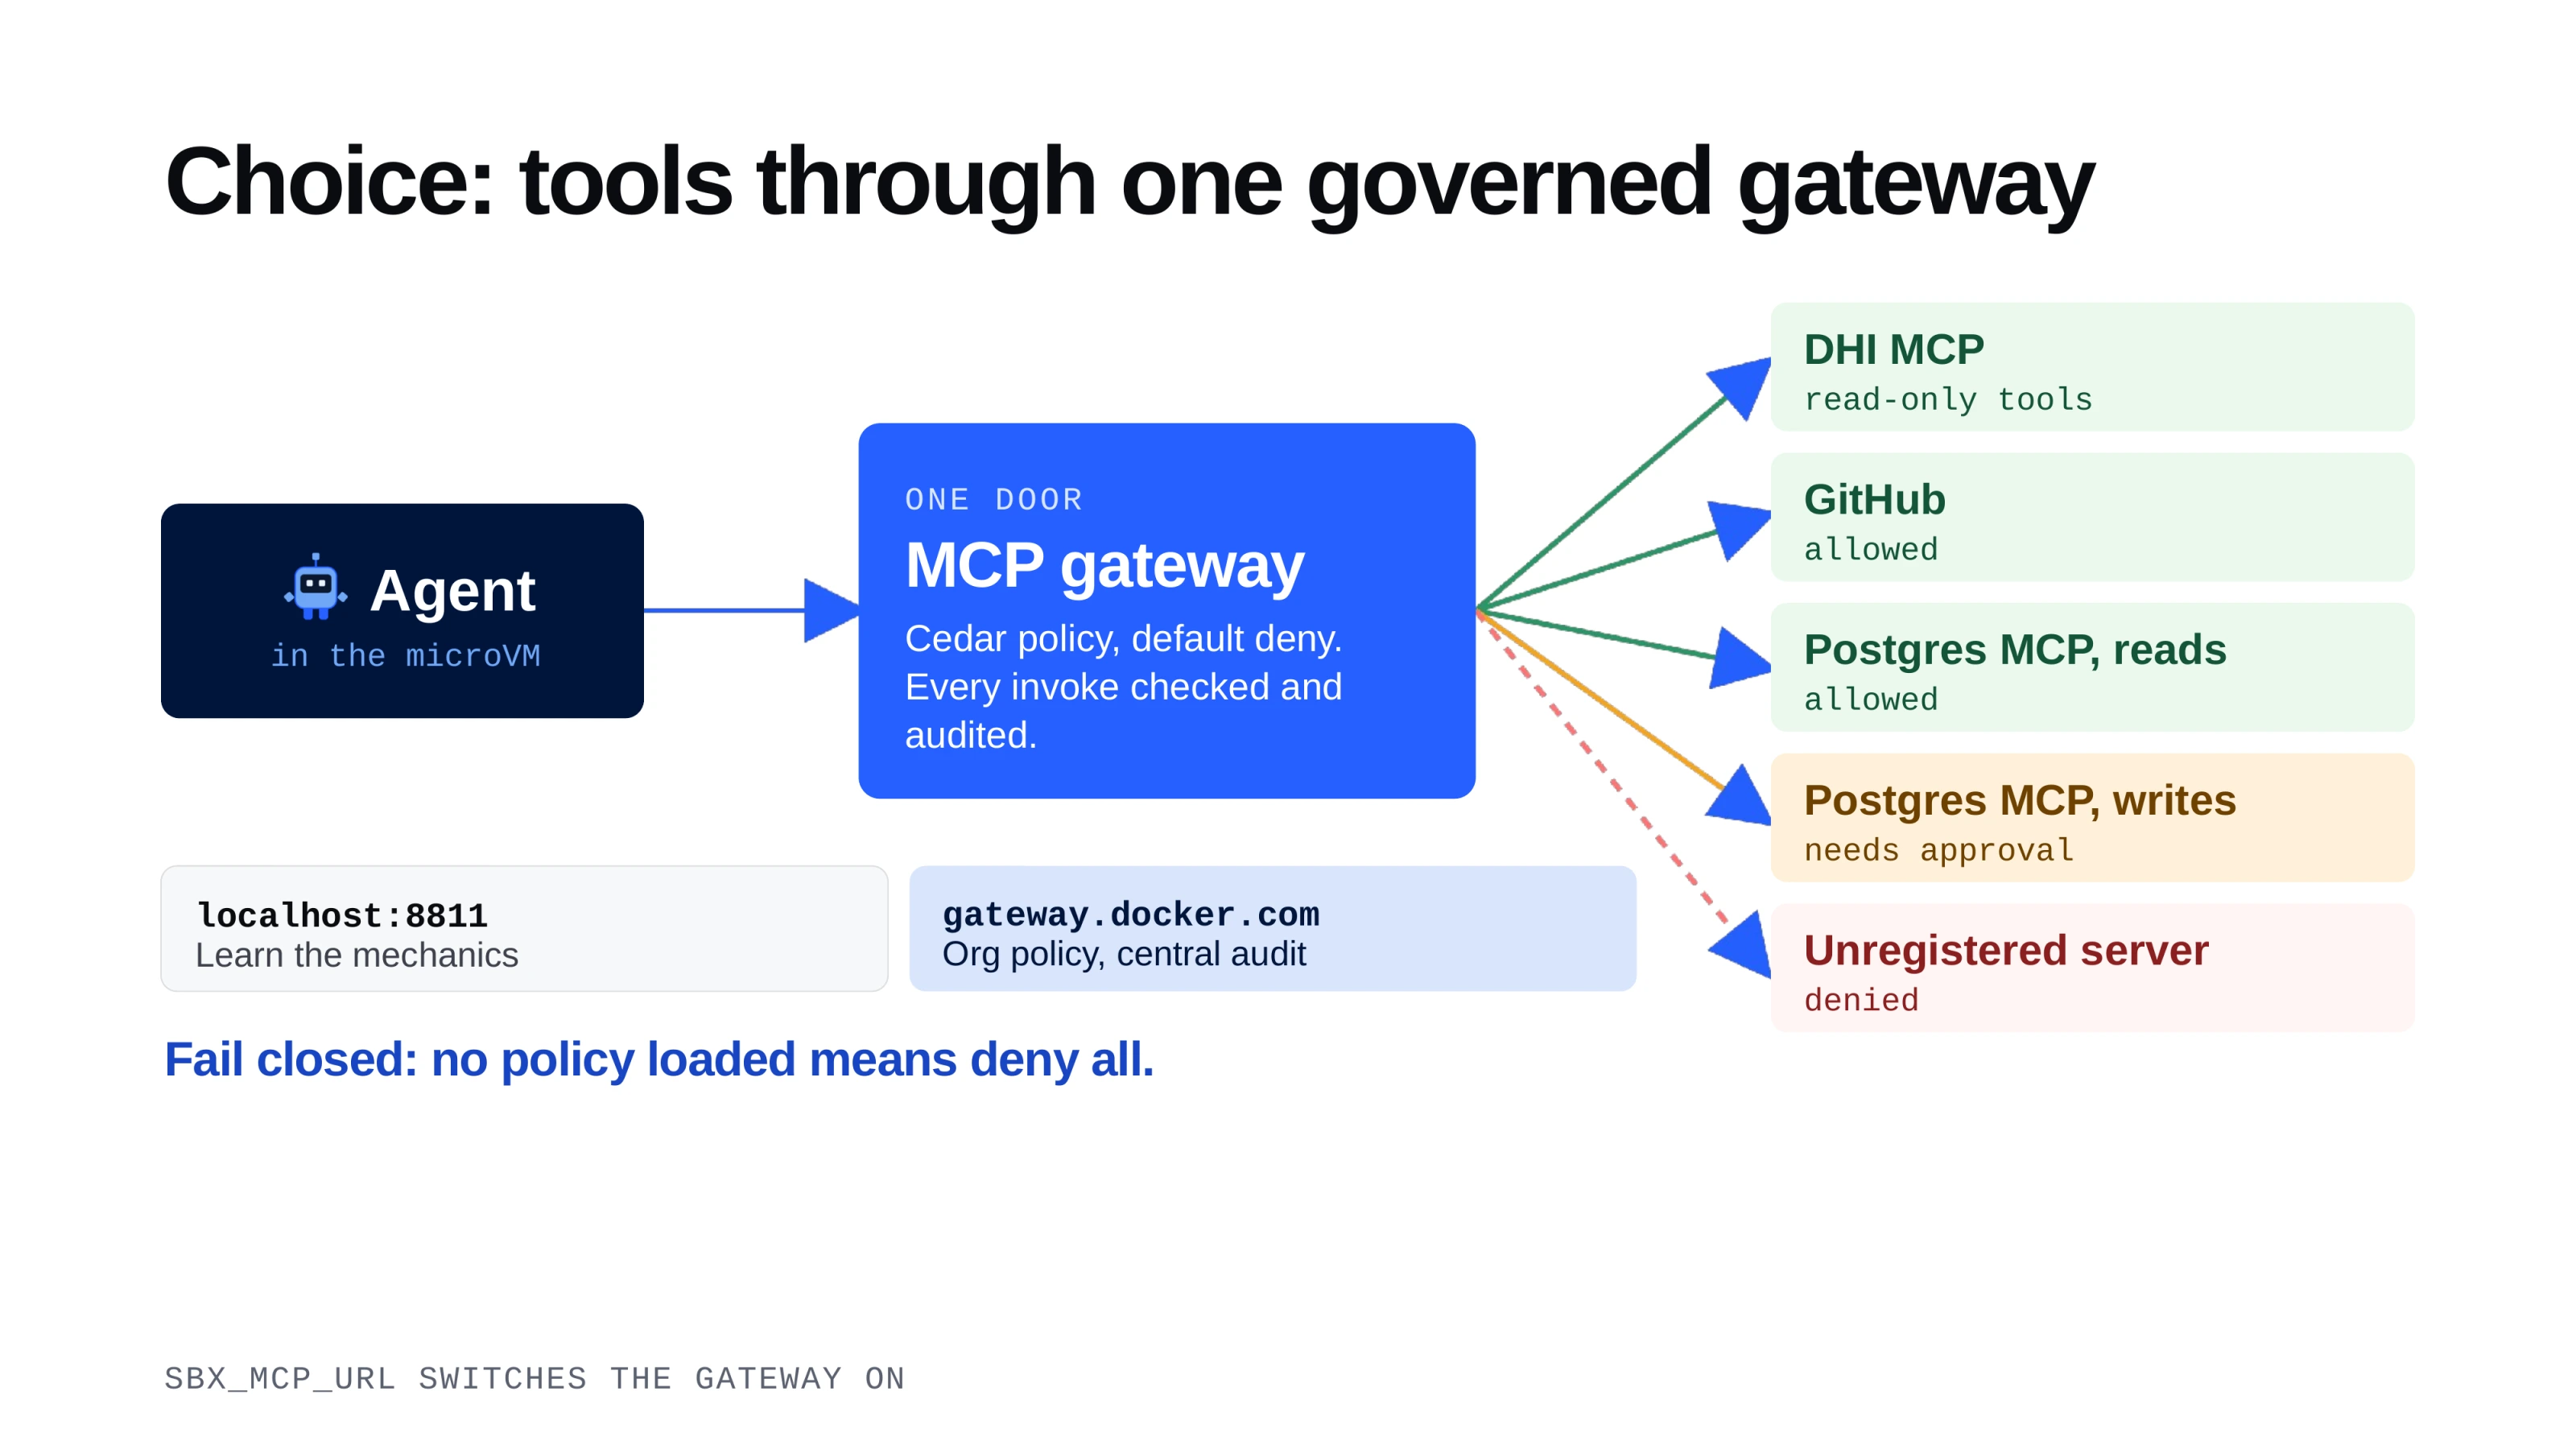 Choice: tools through one governed gateway
Agent
in the microVM
ONE DOOR
MCP gateway
Cedar policy, default deny.
Every invoke checked and
audited.
DHI MCP
read-only tools
GitHub
allowed
Postgres MCP, reads
allowed
Postgres MCP, writes
needs approval
Unregistered server
denied
localhost:8811
Learn the mechanics
gateway.docker.com
Org policy, central audit
Fail closed: no policy loaded means deny all.
SBX_MCP_URL SWITCHES THE GATEWAY ON